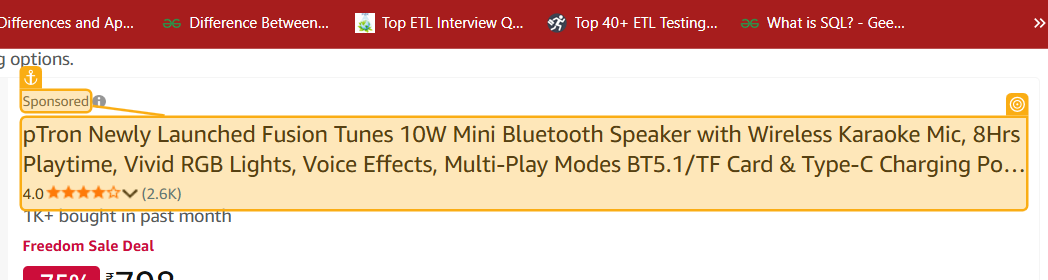 Differences and Ap...
Difference Between...
Top ETL Interview Q...
Top 40+ ETL Testing...
What is SQL? - Gee...
g options.
Sponsored
pTron Newly Launched Fusion Tunes 10W Mini Bluetooth Speaker with Wireless Karaoke Mic, 8Hrs
Playtime, Vivid RGB Lights, Voice Effects, Multi-Play Modes BT5.1/TF Card & Type-C Charging Po...
4.0 (2.6K)
1K+ bought in past month
Freedom Sale Deal
-75% ₹798